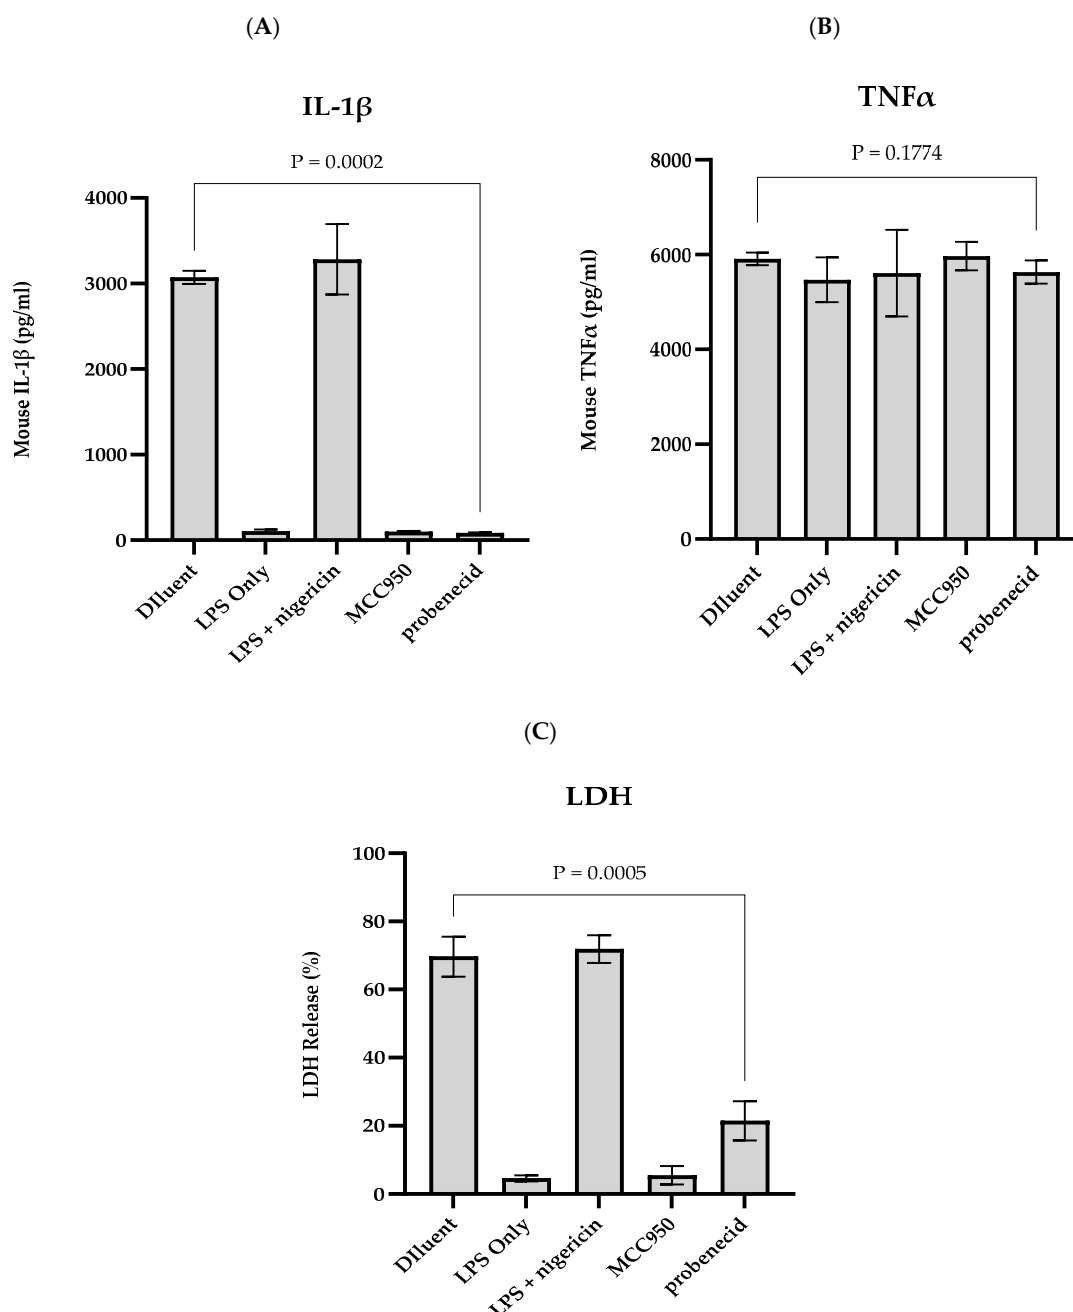 (A)
IL-1β
P = 0.0002
Mouse IL-1β (pg/ml)
4000
3000
2000
1000
0
DIluent
LPS Only
LPS + nigericin
MCC950
probenecid
(B)
TNFα
P = 0.1774
Mouse TNFα (pg/ml)
8000
6000
4000
2000
0
DIluent
LPS Only
LPS + nigericin
MCC950
probenecid
(C)
LDH
P = 0.0005
LDH Release (%)
100
80
60
40
20
0
DIluent
LPS Only
LPS + nigericin
MCC950
probenecid